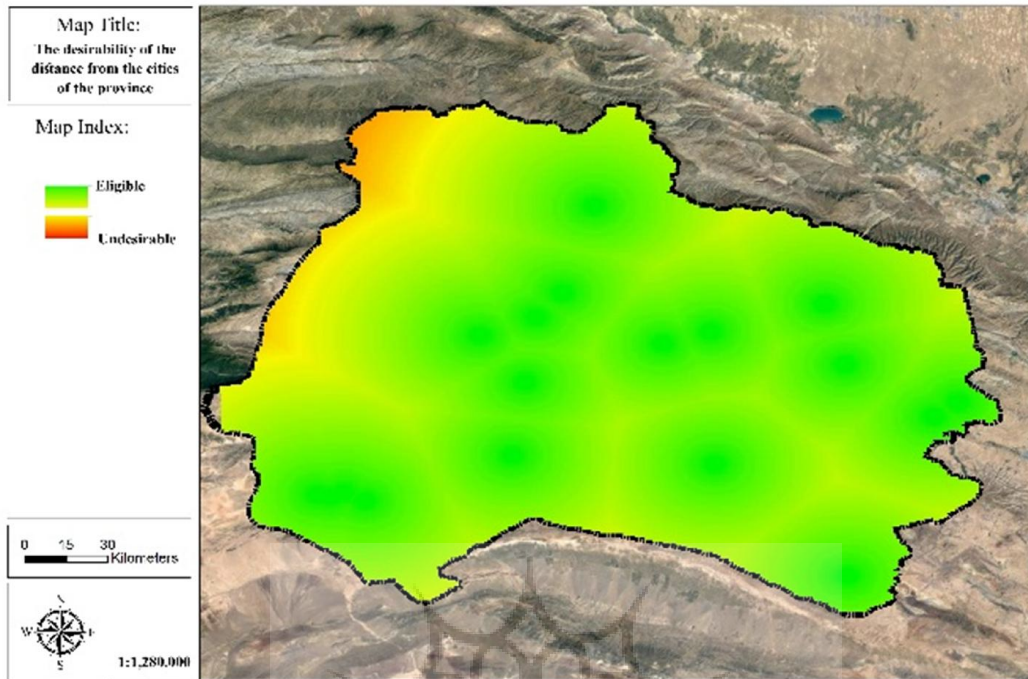 Map Title:
The desirability of the
distance from the cities
of the province
Map Index:
Eligible
Undesirable
0 15 30
Kilometers
N
W E
S
1:1,280.000